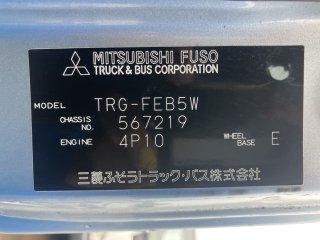 MITSUBISHI FUSO
TRUCK & BUS CORPORATION
MODEL TRG-FEB5W
CHASSIS NO. 567219
ENGINE 4P10 WHEEL BASE E
三菱ふそうトラック・バス株式会社